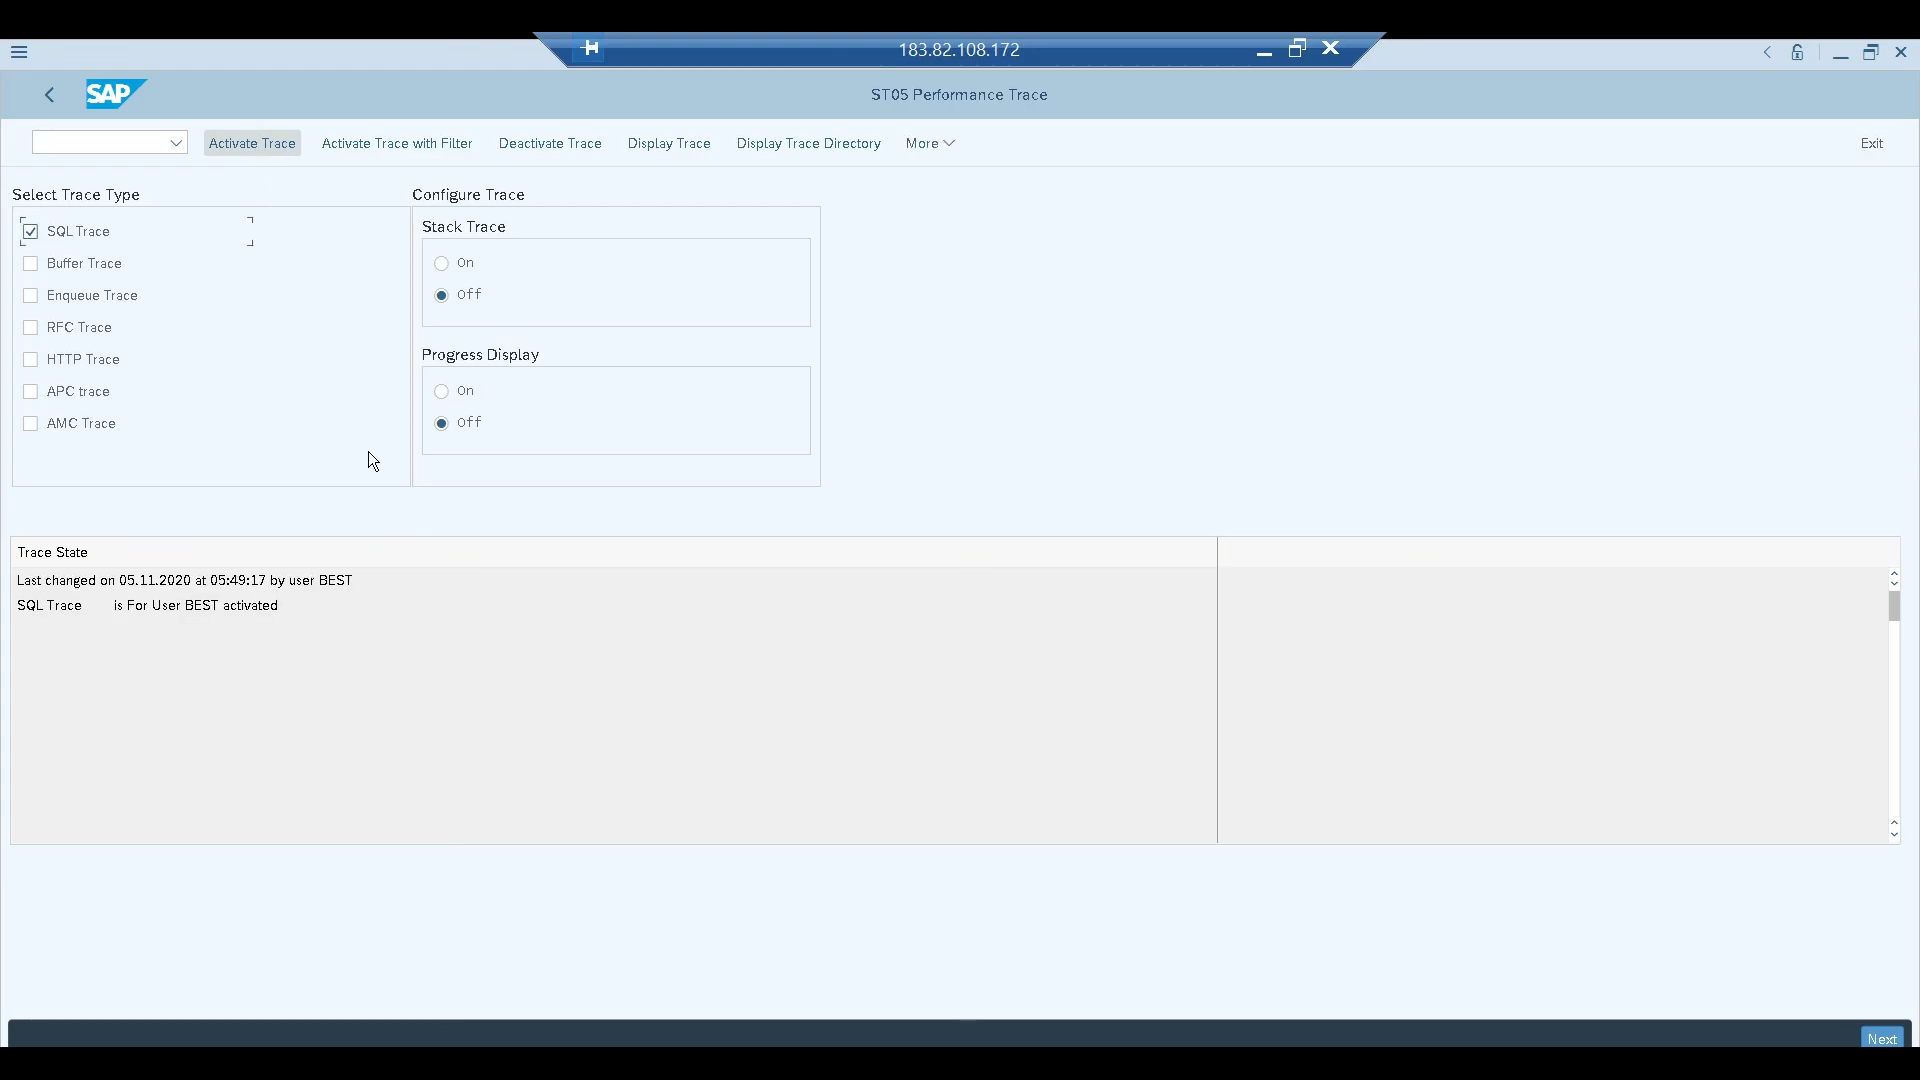 183.82.108.172
SAP
ST05 Performance Trace
Activate Trace Activate Trace with Filter Deactivate Trace Display Trace Display Trace Directory More Exit
Select Trace Type
SQL Trace
Buffer Trace
Enqueue Trace
RFC Trace
HTTP Trace
APC trace
AMC Trace
Configure Trace
Stack Trace
On
Off
Progress Display
On
Off
Trace State
Last changed on 05.11.2020 at 05:49:17 by user BEST
SQL Trace is For User BEST activated
Next